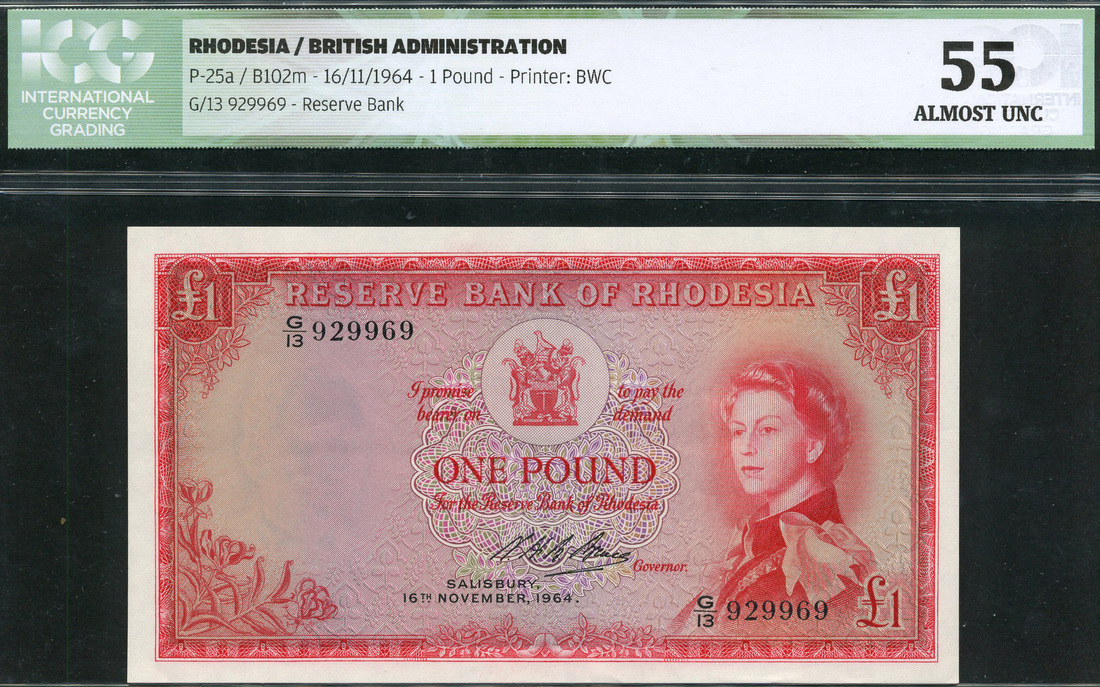 ICG
INTERNATIONAL
CURRENCY
GRADING
RHODESIA / BRITISH ADMINISTRATION
P-25a / B102m - 16/11/1964 - 1 Pound - Printer: BWC
G/13 929969 - Reserve Bank
55
ALMOST UNC
£1
RESERVE BANK OF RHODESIA
£1
G/13 929969
I promise to pay the
bearer on demand
ONE POUND
For the Reserve Bank of Rhodesia
Governor.
SALISBURY,
16TH NOVEMBER, 1964.
G/13 929969
£1